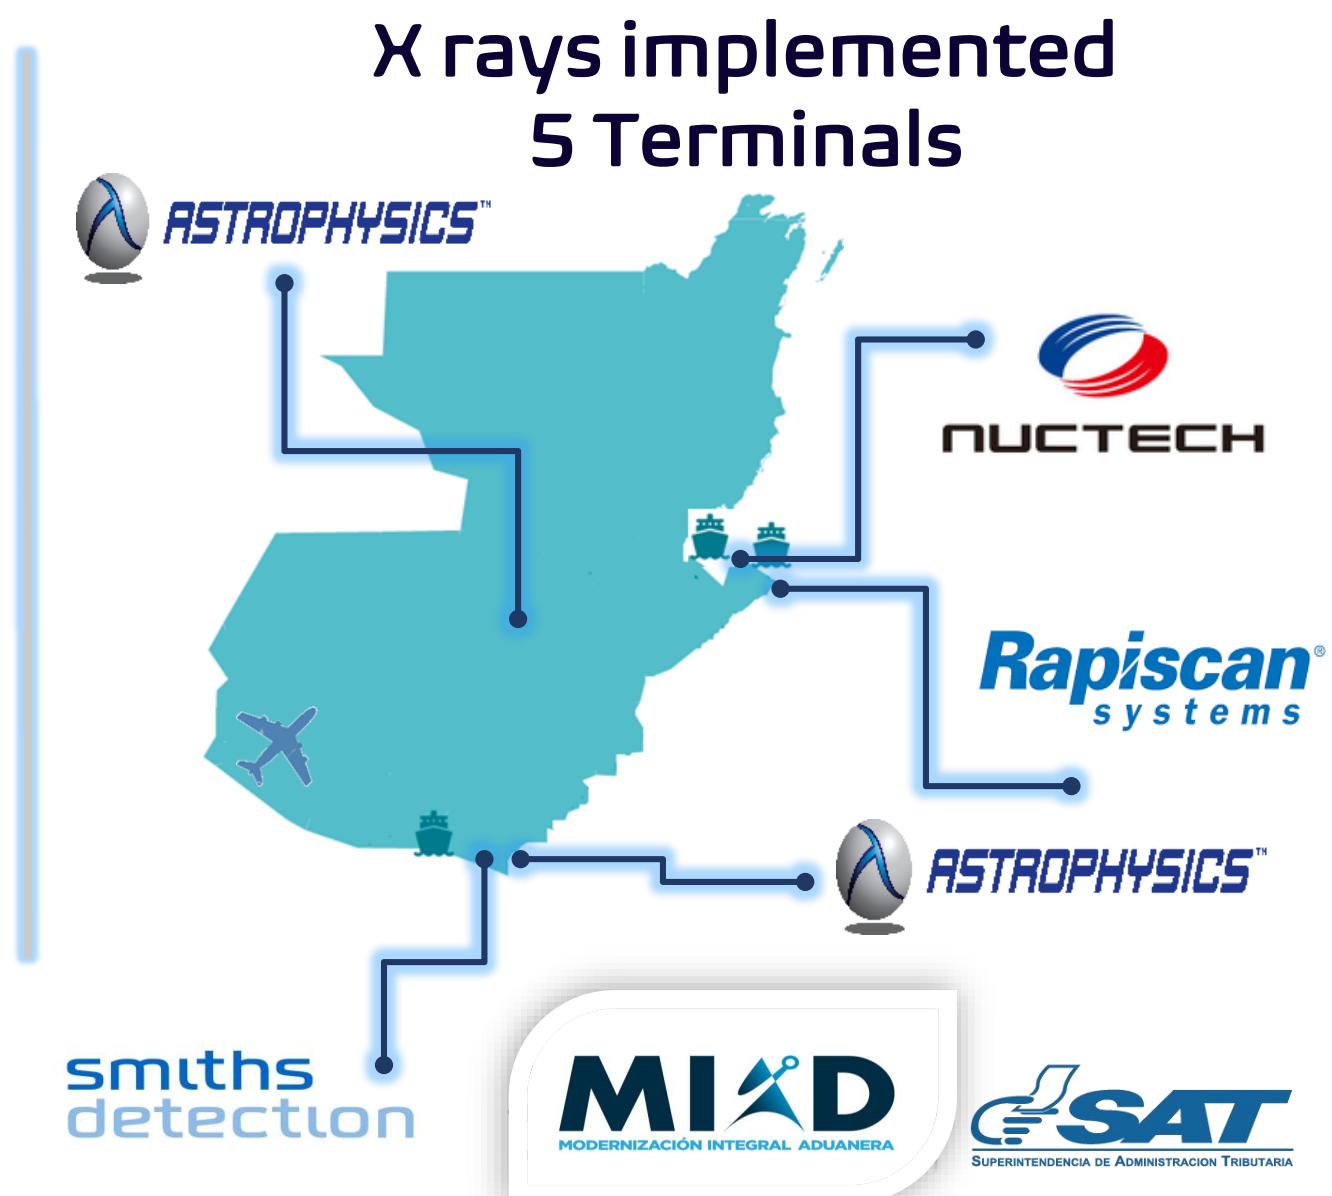 X rays implemented
5 Terminals
ASTROPHYSICS™
NUCTECH
Rapiscan®
systems
ASTROPHYSICS™
smiths
detection
MIAD
MODERNIZACIÓN INTEGRAL ADUANERA
SAT
SUPERINTENDENCIA DE ADMINISTRACION TRIBUTARIA